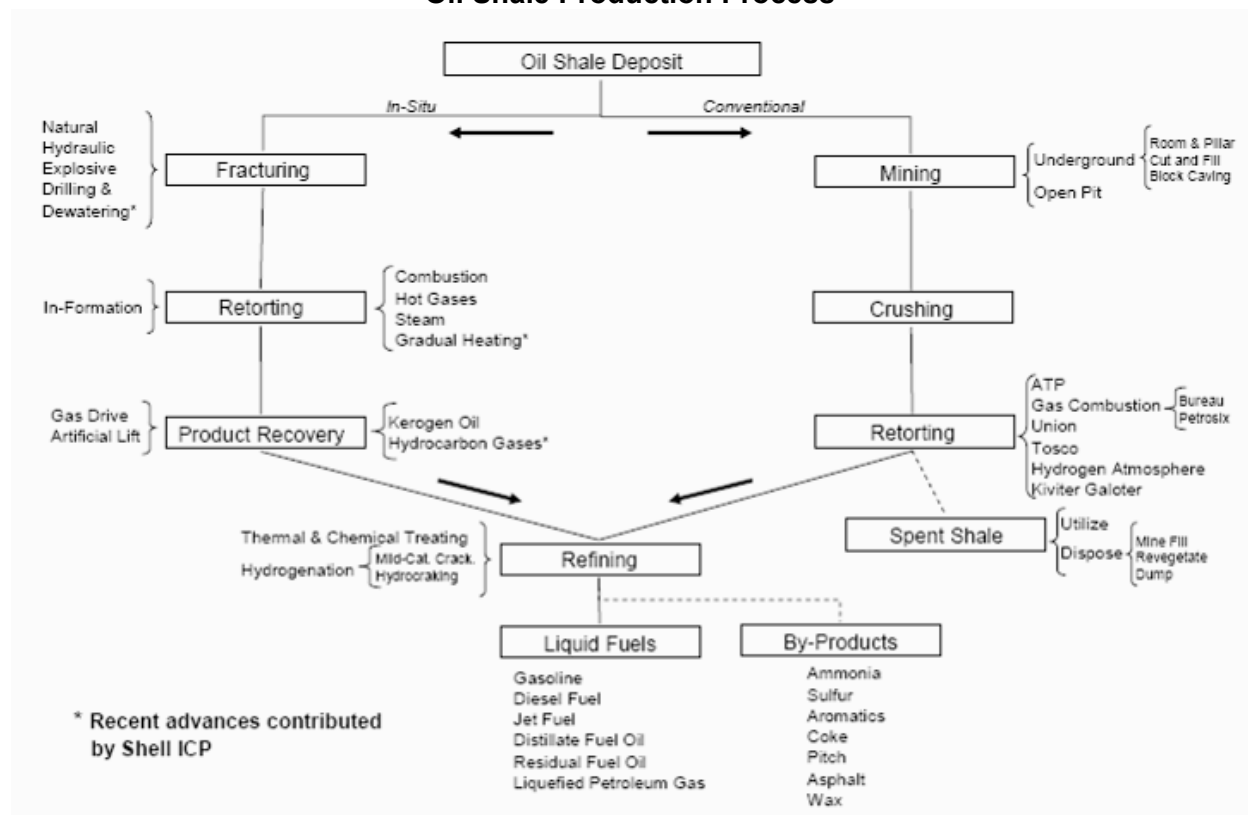 Oil Shale Production Process
Oil Shale Deposit
In-Situ
Conventional
Natural
Hydraulic
Explosive
Drilling &
Dewatering*
Fracturing
Mining
Underground
Room & Pillar
Cut and Fill
Block Caving
Open Pit
In-Formation
Retorting
Combustion
Hot Gases
Steam
Gradual Heating*
Crushing
Gas Drive
Artificial Lift
Product Recovery
Kerogen Oil
Hydrocarbon Gases*
Retorting
ATP
Gas Combustion
Bureau
Petrosix
Union
Tosco
Hydrogen Atmosphere
Kiviter Galoter
Thermal & Chemical Treating
Hydrogenation
Mild-Cat. Crack.
Hydrocraking
Refining
Spent Shale
Utilize
Dispose
Mine Fill
Revegetate
Dump
Liquid Fuels
Gasoline
Diesel Fuel
Jet Fuel
Distillate Fuel Oil
Residual Fuel Oil
Liquefied Petroleum Gas
By-Products
Ammonia
Sulfur
Aromatics
Coke
Pitch
Asphalt
Wax
* Recent advances contributed
by Shell ICP